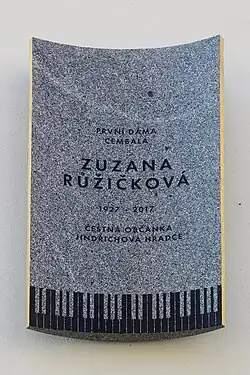 PRVNÍ DÁMA
CEMBALA
ZUZANA
RŮŽIČKOVÁ
1927 – 2017
ČESTNÁ OBČANKA
JINDŘICHOVA HRADCE